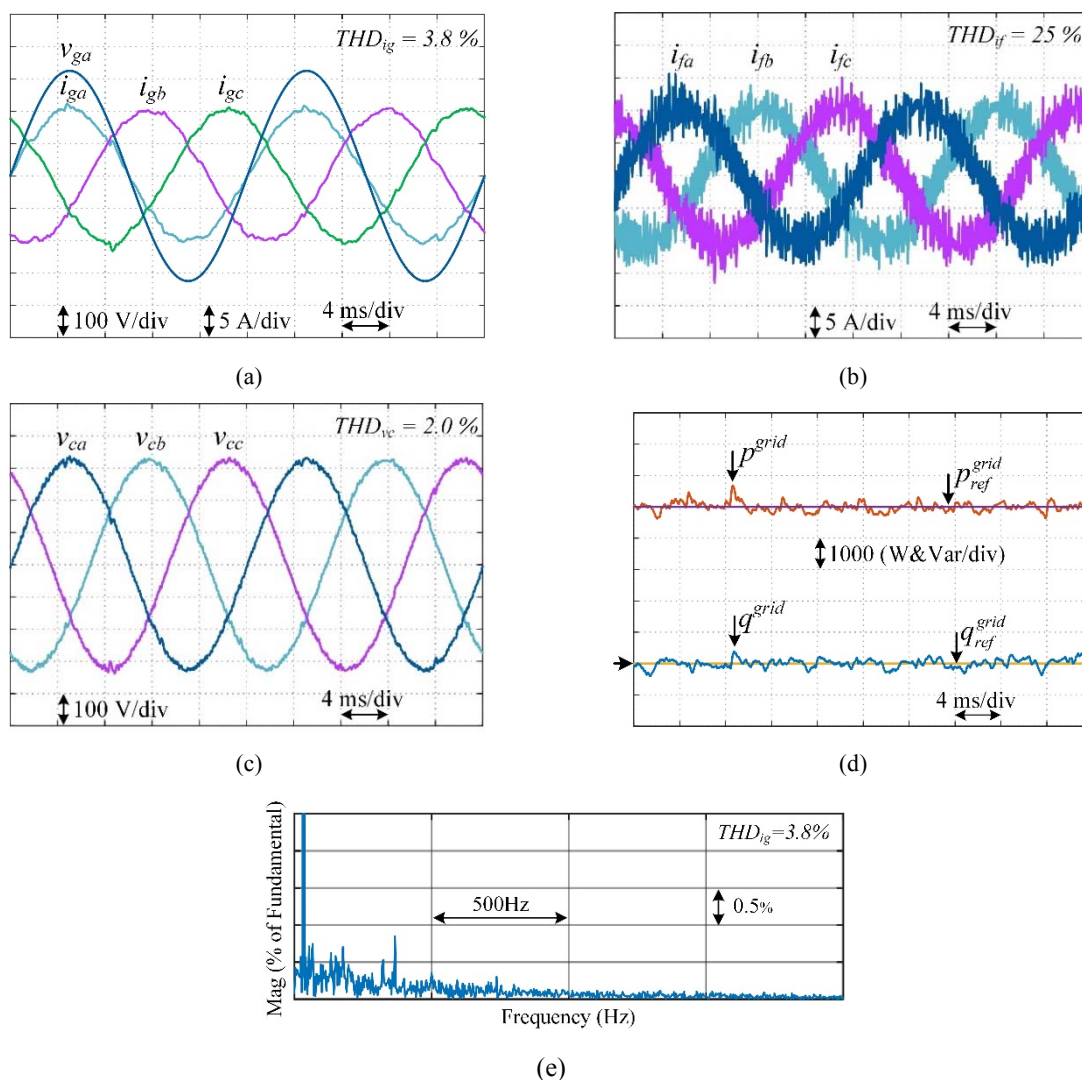 THD_ig = 3.8 %
v_ga
i_ga i_gb i_gc
100 V/div 5 A/div 4 ms/div
(a)
THD_if = 25 %
i_fa i_fb i_fc
5 A/div 4 ms/div
(b)
THD_vc = 2.0 %
v_ca v_cb v_cc
100 V/div 4 ms/div
(c)
p^grid p_ref^grid
1000 (W&Var/div)
q^grid q_ref^grid
4 ms/div
(d)
Mag (% of Fundamental)
THD_ig=3.8%
500Hz 0.5%
Frequency (Hz)
(e)